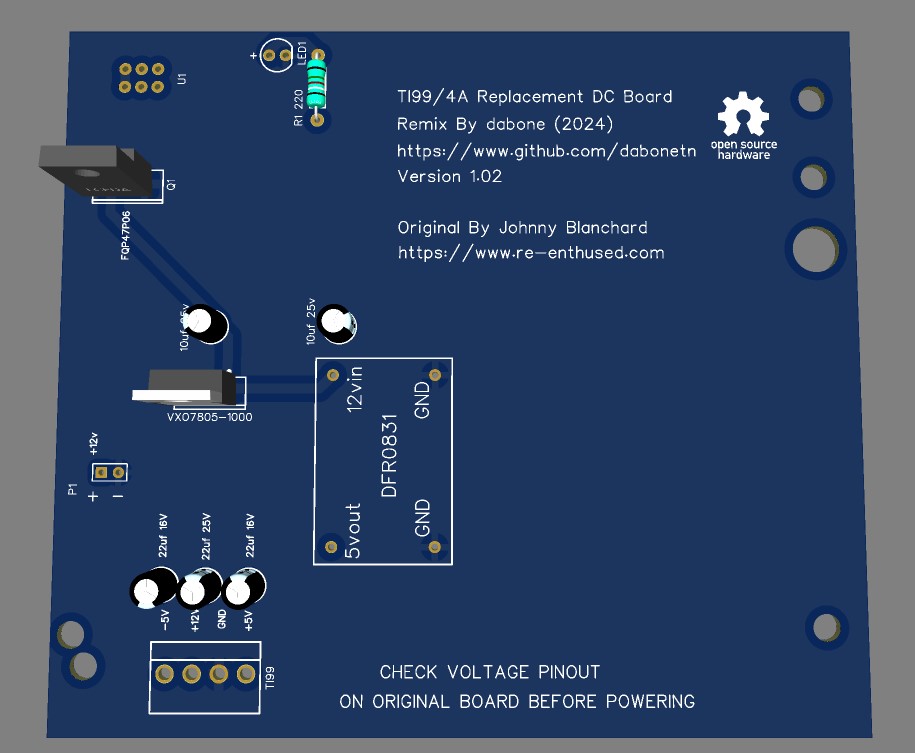 U1
+
LED1
R1 220
TI99/4A Replacement DC Board
Remix By dabone (2024)
https://www.github.com/dabonetn
Version 1.02
open source
hardware
Q1
FQP47P06
Original By Johnny Blanchard
https://www.re-enthused.com
10uf
10uf 25v
VXO7805-1000
12vin
GND
DFR0831
5vout
GND
+12v
P1
+ -
22uf 16V
22uf 25V
22uf 16V
-5V
+12V
GND
+5V
TI99
CHECK VOLTAGE PINOUT
ON ORIGINAL BOARD BEFORE POWERING